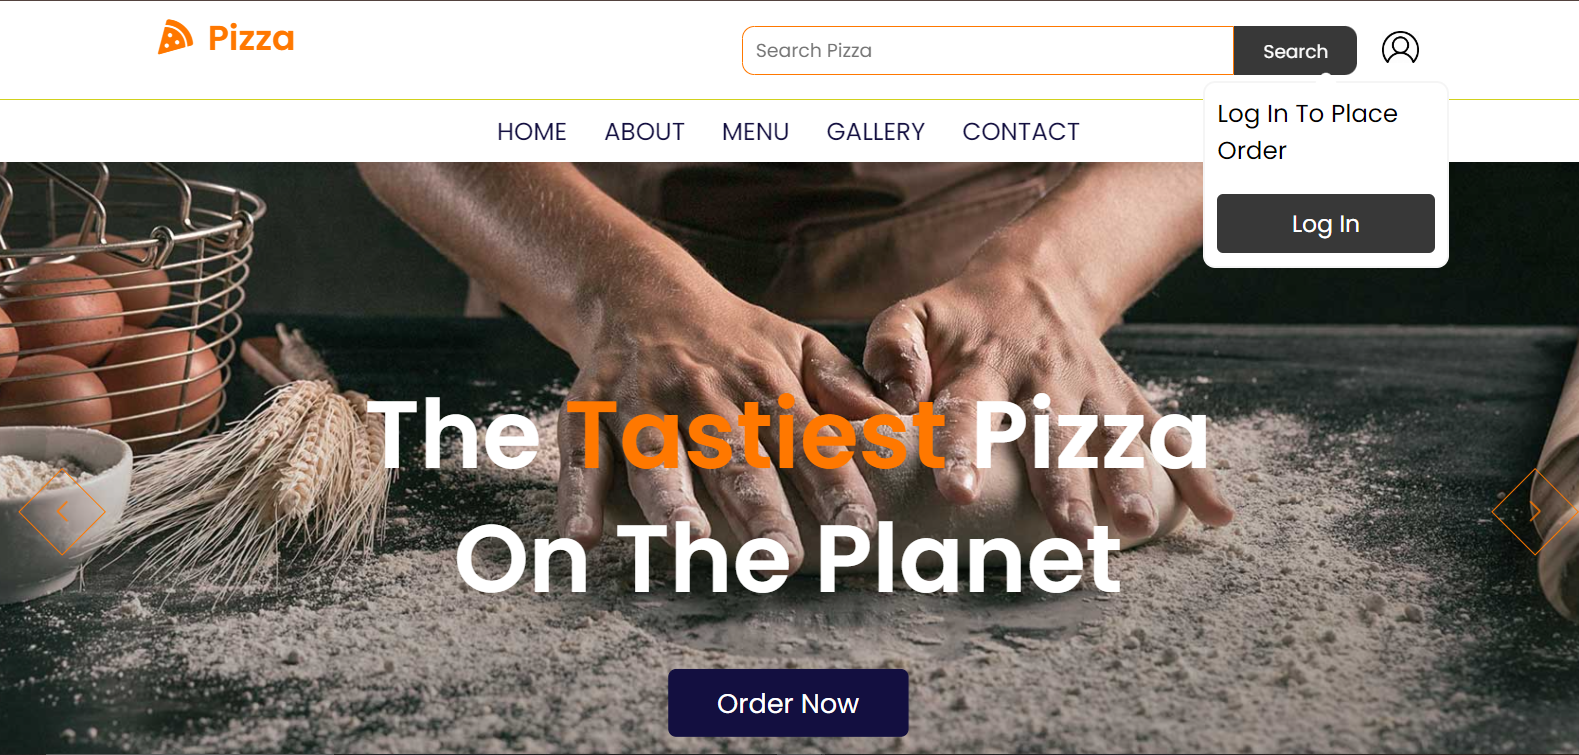 Pizza
Search Pizza
Search
Log In To Place
Order
Log In
HOME ABOUT MENU GALLERY CONTACT
The Tastiest Pizza
On The Planet
Order Now